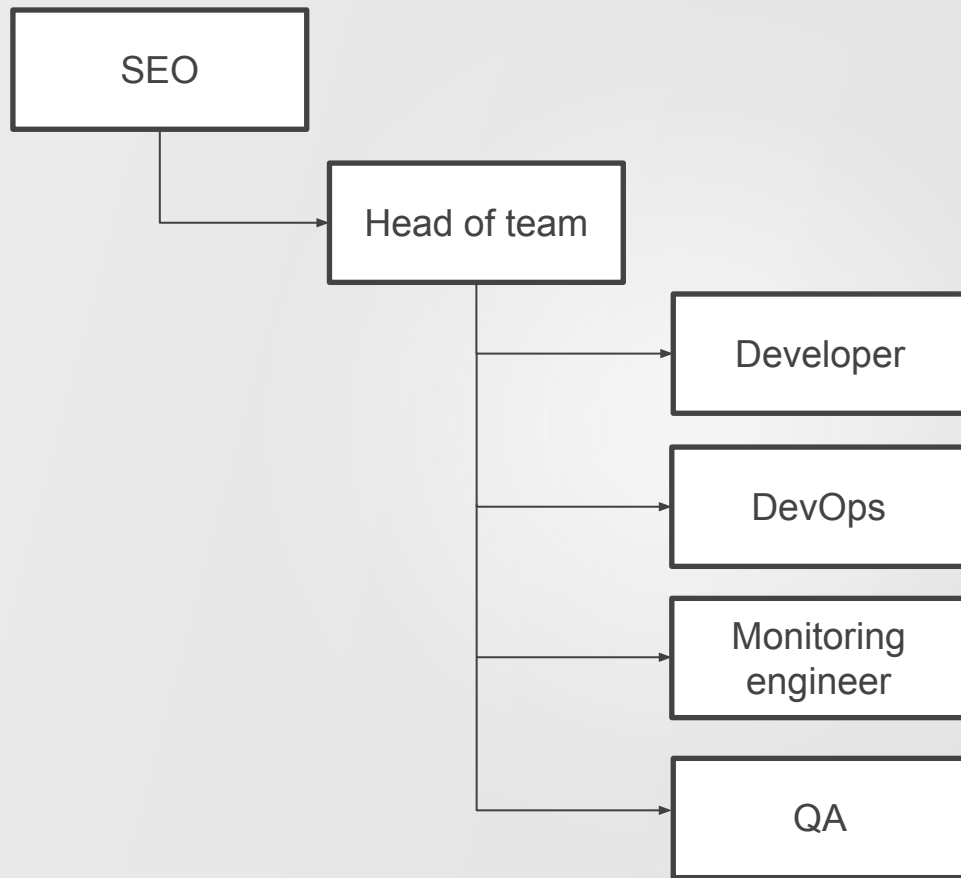 SEO
Head of team
Developer
DevOps
Monitoring
engineer
QA